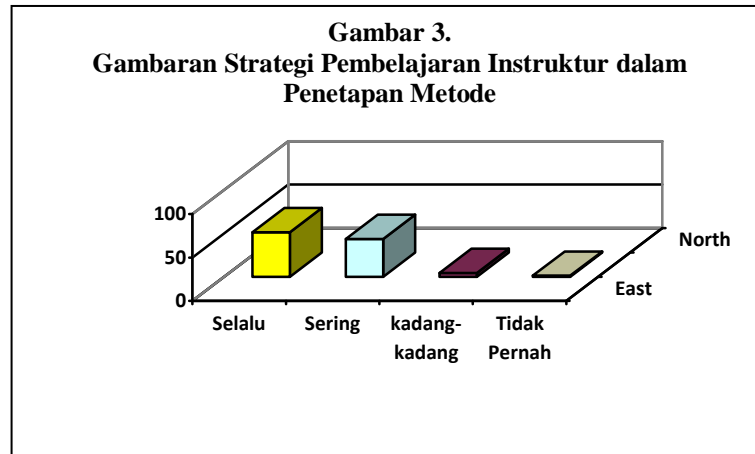 Gambar 3.
Gambaran Strategi Pembelajaran Instruktur dalam
Penetapan Metode
100
50
0
North
East
Selalu
Sering
kadang-
kadang
Tidak
Pernah